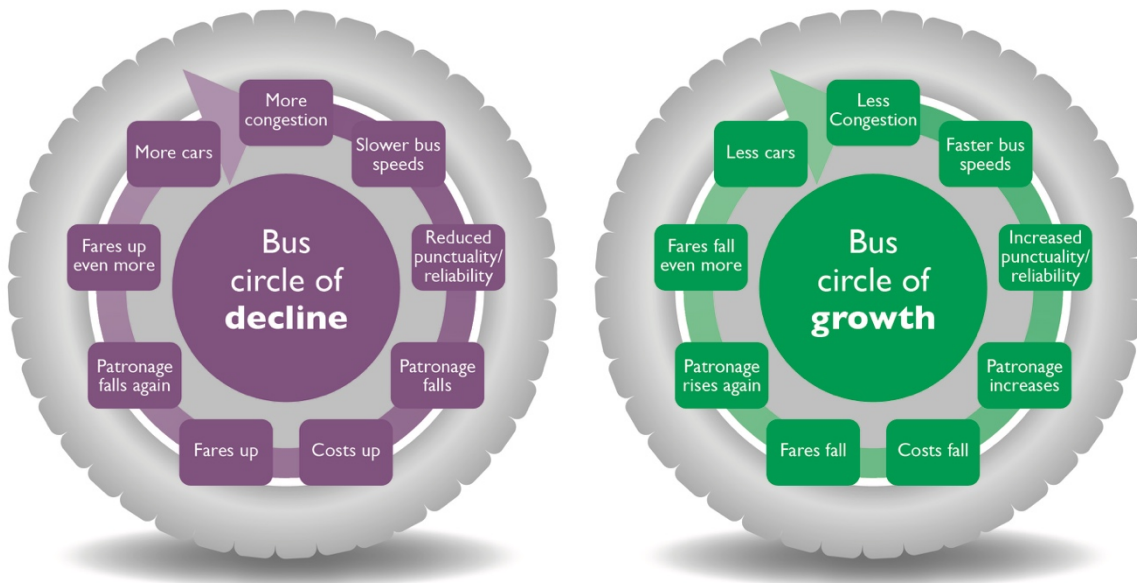 Bus
circle of
decline
More
congestion
Slower bus
speeds
Reduced
punctuality/
reliability
Patronage
falls
Costs up
Fares up
Patronage
falls again
Fares up
even more
More cars
Bus
circle of
growth
Less
Congestion
Faster bus
speeds
Increased
punctuality/
reliability
Patronage
increases
Costs fall
Fares fall
Patronage
rises again
Fares fall
even more
Less cars